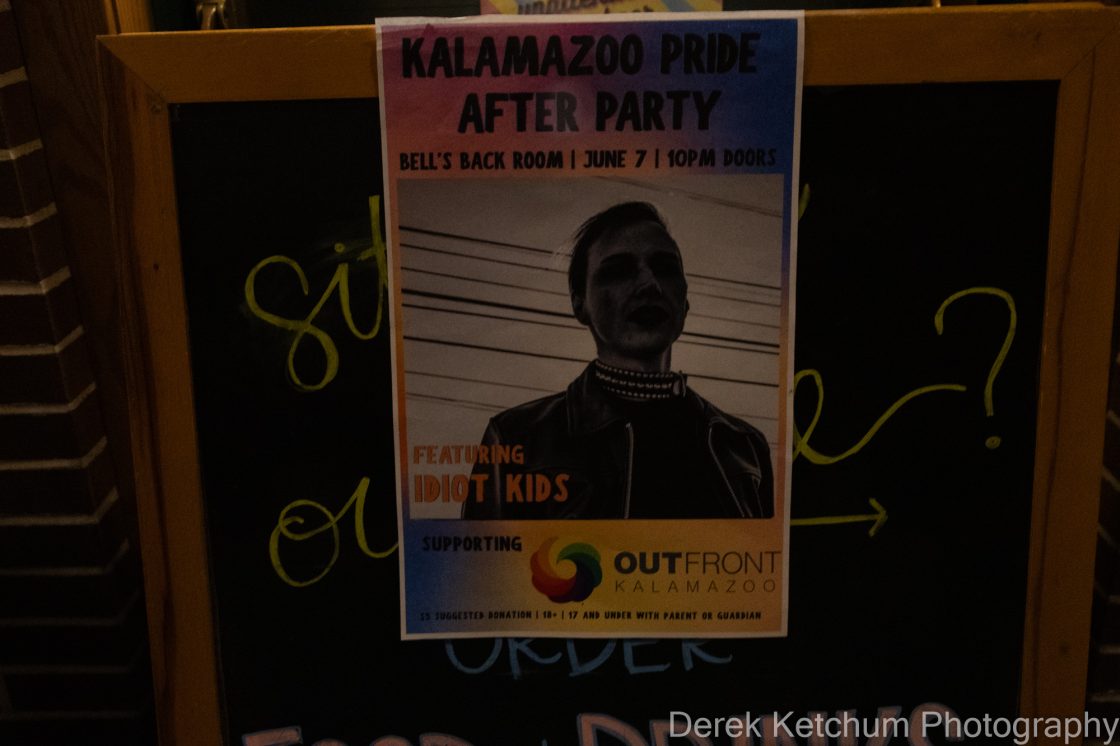 KALAMAZOO PRIDE
AFTER PARTY
BELL'S BACK ROOM | JUNE 7 | 10PM DOORS
FEATURING
IDIOT KIDS
SUPPORTING
OUTFRONT
KALAMAZOO
$5 SUGGESTED DONATION | 18+ | 17 AND UNDER WITH PARENT OR GUARDIAN
?
ORDER
Derek Ketchum Photography